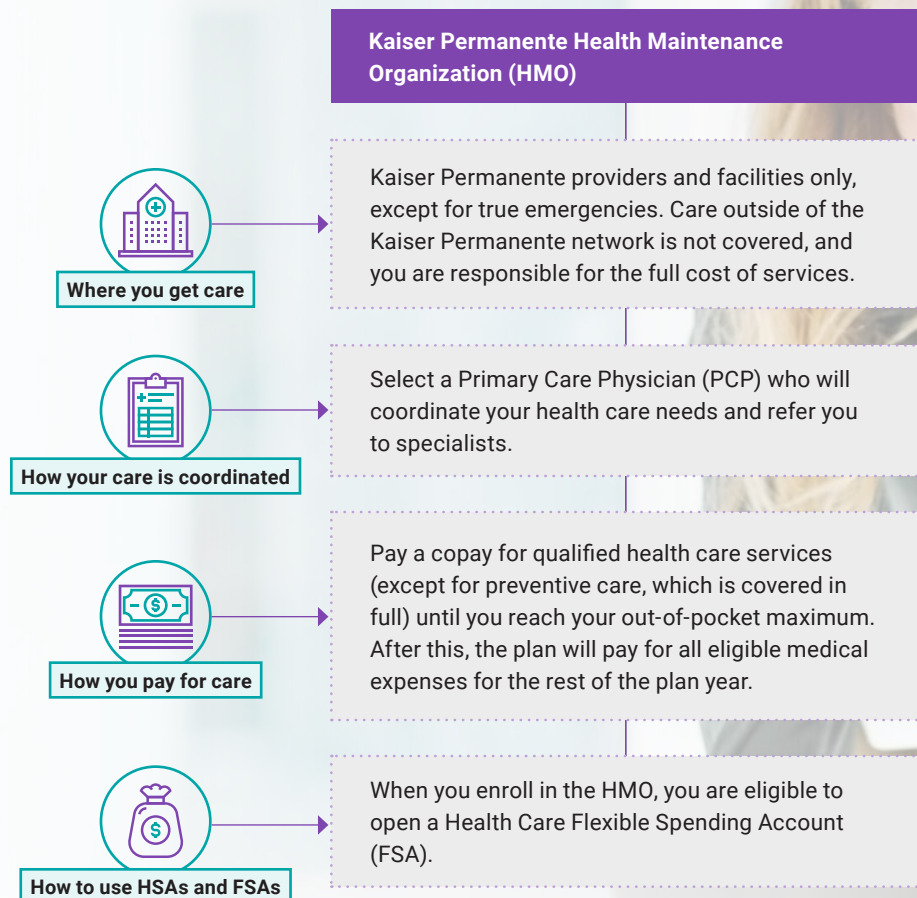 Kaiser Permanente Health Maintenance
Organization (HMO)
Where you get care
Kaiser Permanente providers and facilities only,
except for true emergencies. Care outside of the
Kaiser Permanente network is not covered, and
you are responsible for the full cost of services.
How your care is coordinated
Select a Primary Care Physician (PCP) who will
coordinate your health care needs and refer you
to specialists.
How you pay for care
Pay a copay for qualified health care services
(except for preventive care, which is covered in
full) until you reach your out-of-pocket maximum.
After this, the plan will pay for all eligible medical
expenses for the rest of the plan year.
How to use HSAs and FSAs
When you enroll in the HMO, you are eligible to
open a Health Care Flexible Spending Account
(FSA).